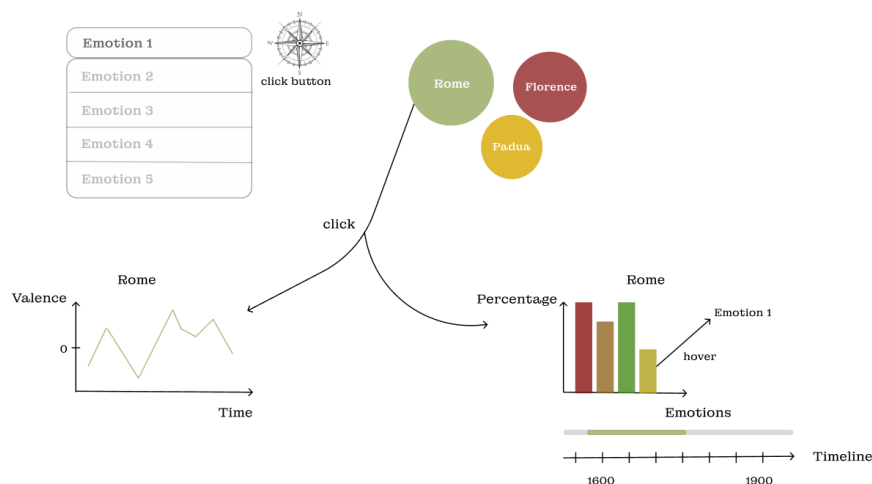 Emotion 1
Emotion 2
Emotion 3
Emotion 4
Emotion 5
N
W
E
S
click button
Rome
Florence
Padua
click
Rome
Valence
0
Time
Rome
Percentage
Emotion 1
hover
Emotions
Timeline
1600
1900